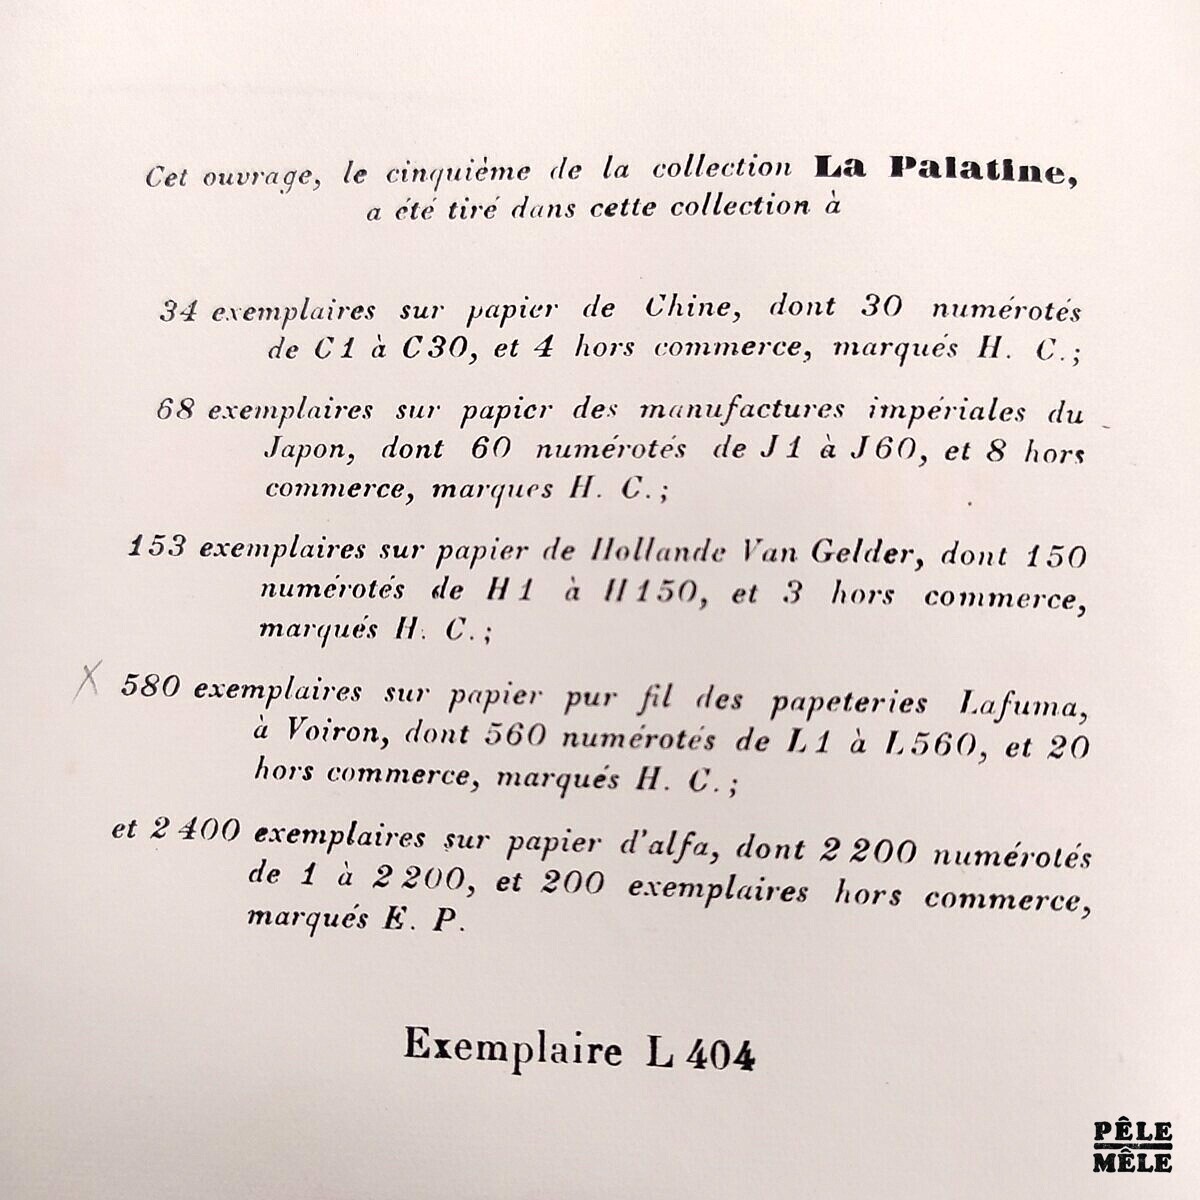 Cet ouvrage, le cinquième de la collection La Palatine,
a été tiré dans cette collection à
34 exemplaires sur papier de Chine, dont 30 numérotés
de C1 à C30, et 4 hors commerce, marqués H. C.;
68 exemplaires sur papier des manufactures impériales du
Japon, dont 60 numérotés de J1 à J60, et 8 hors
commerce, marques H. C.;
153 exemplaires sur papier de Hollande Van Gelder, dont 150
numérotés de H1 à H150, et 3 hors commerce,
marqués H. C.;
X 580 exemplaires sur papier pur fil des papeteries Lafuma,
à Voiron, dont 560 numérotés de L1 à L560, et 20
hors commerce, marqués H. C.;
et 2 400 exemplaires sur papier d'alfa, dont 2 200 numérotés
de 1 à 2 200, et 200 exemplaires hors commerce,
marqués E. P.
Exemplaire L 404
PÊLE
MÊLE